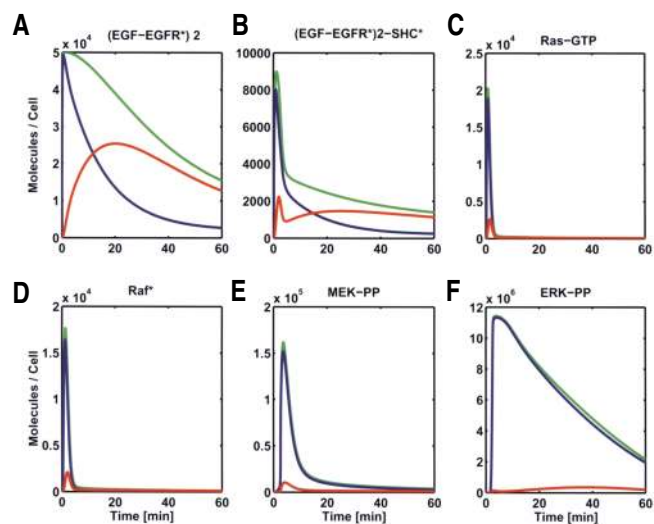 A
(EGF-EGFR*) 2
x 10⁴
5
4
3
2
1
0
0 20 40 60
Molecules / Cell
B
(EGF-EGFR*)2-SHC*
10000
8000
6000
4000
2000
0
0 20 40 60
C
Ras-GTP
x 10⁴
2.5
2
1.5
1
0.5
0
0 20 40 60
D
Raf*
x 10⁴
2
1.5
1
0.5
0
0 20 40 60
Molecules / Cell
Time [min]
E
MEK-PP
x 10⁵
2
1.5
1
0.5
0
0 20 40 60
Time [min]
F
ERK-PP
x 10⁶
12
10
8
6
4
2
0
0 20 40 60
Time [min]